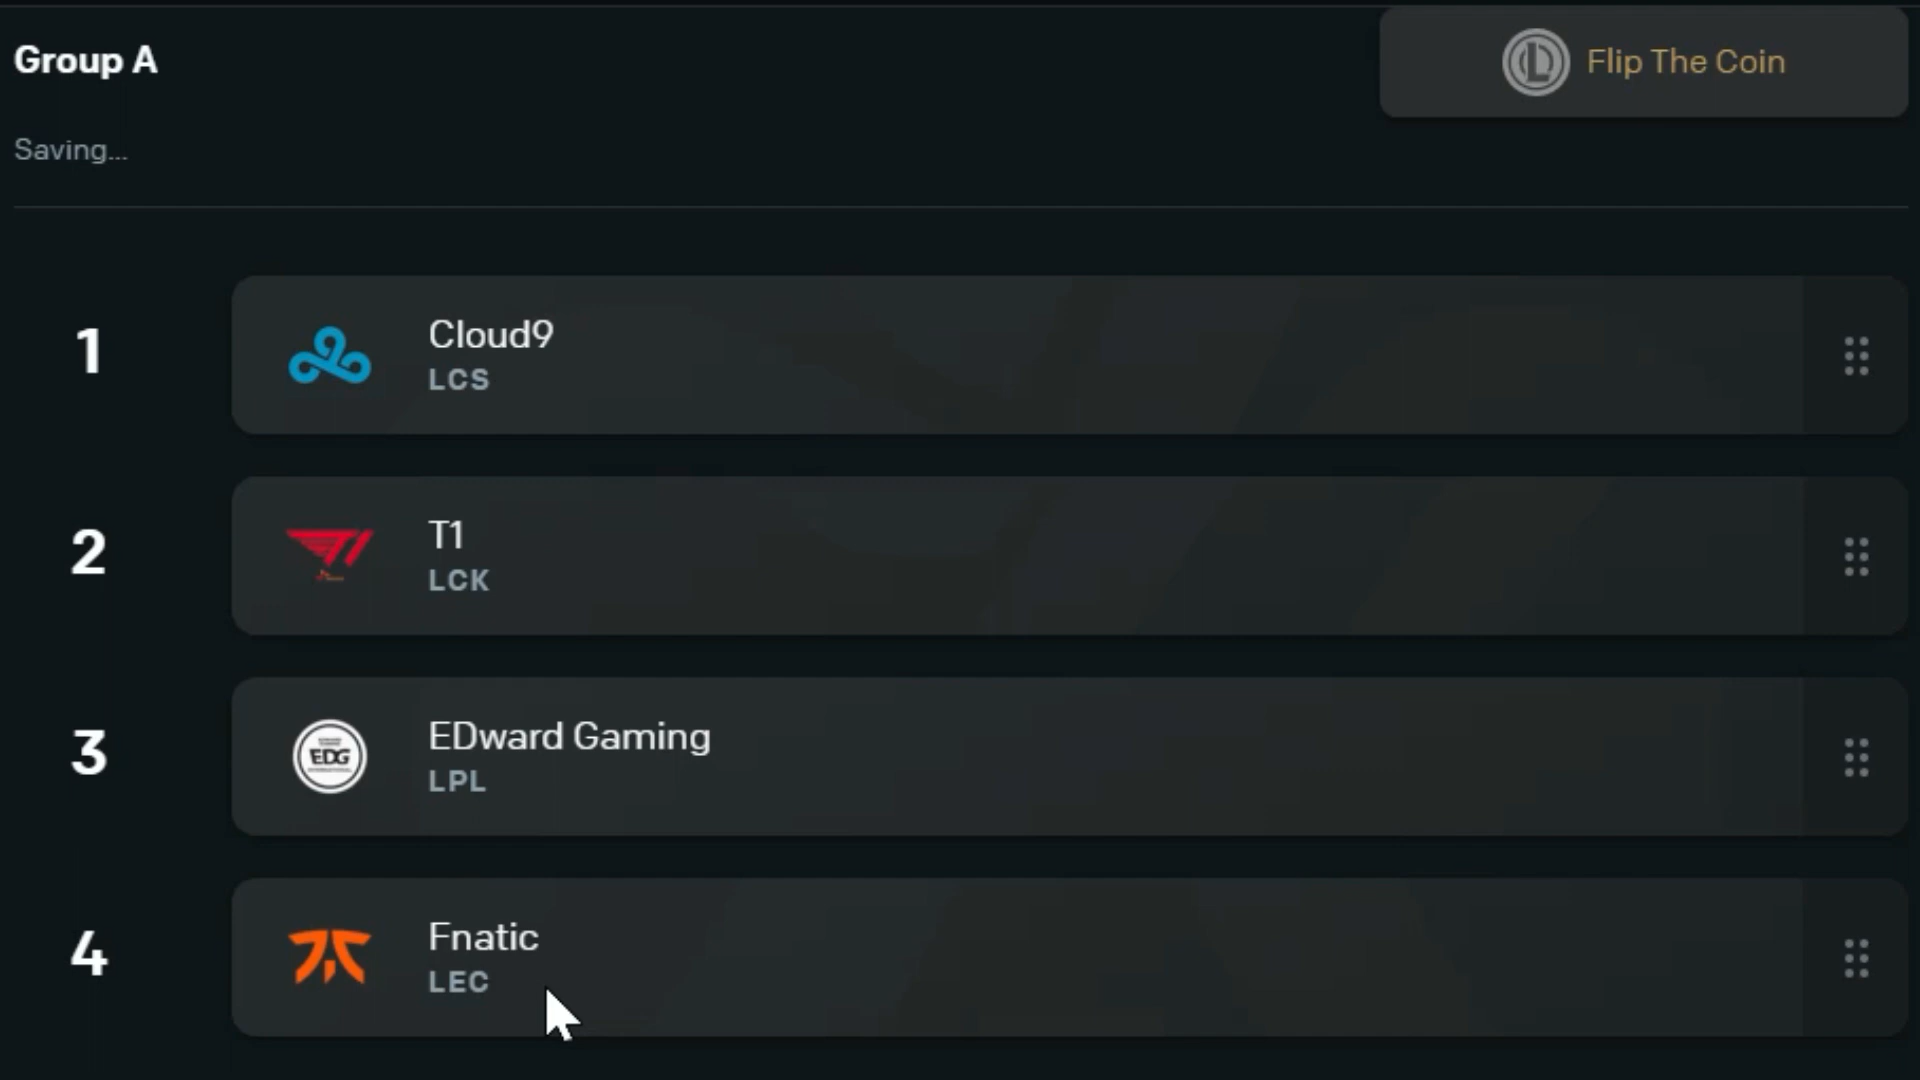 Group A
Flip The Coin
Saving...
1
Cloud9
LCS
2
T1
LCK
3
EDG
EDward Gaming
LPL
4
Fnatic
LEC